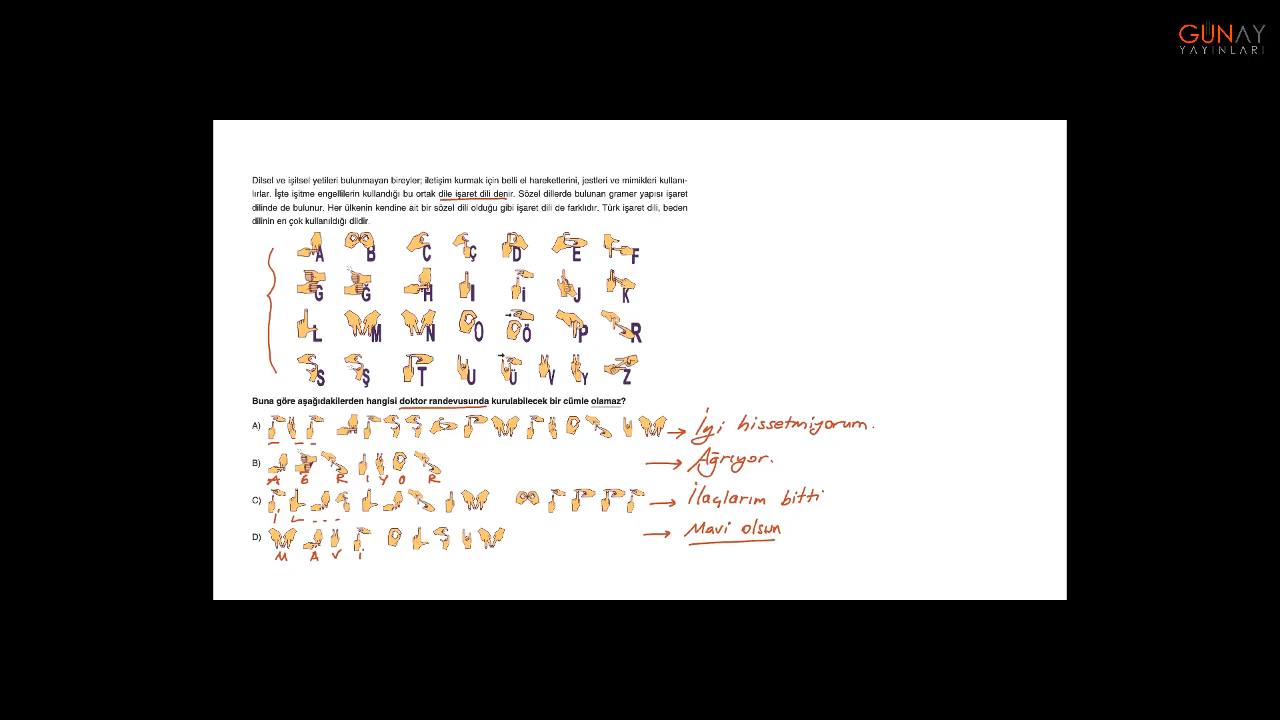 GÜNAY
YAYINLARI
Dilsel ve işitsel yetileri bulunmayan bireyler; iletişim kurmak için belli el hareketlerini, jestleri ve mimikleri kullanı-
lırlar. İşte işitme engellilerin kullandığı bu ortak dile işaret dili denir. Sözel dillerde bulunan gramer yapısı işaret
dilinde de bulunur. Her ülkenin kendine ait bir sözel dili olduğu gibi işaret dili de farklıdır. Türk işaret dili, beden
dilinin en çok kullanıldığı dildir.
A B C Ç D E F
G Ğ H I İ J K
L M N O Ö P R
S Ş T U Ü V Y Z
Buna göre aşağıdakilerden hangisi doktor randevusunda kurulabilecek bir cümle olamaz?
A) → İyi hissetmiyorum.
B) → Ağrıyor.
A Ğ R I Y O R
C) → İlaçlarım bitti
İ L
D) → Mavi olsun
M A V İ